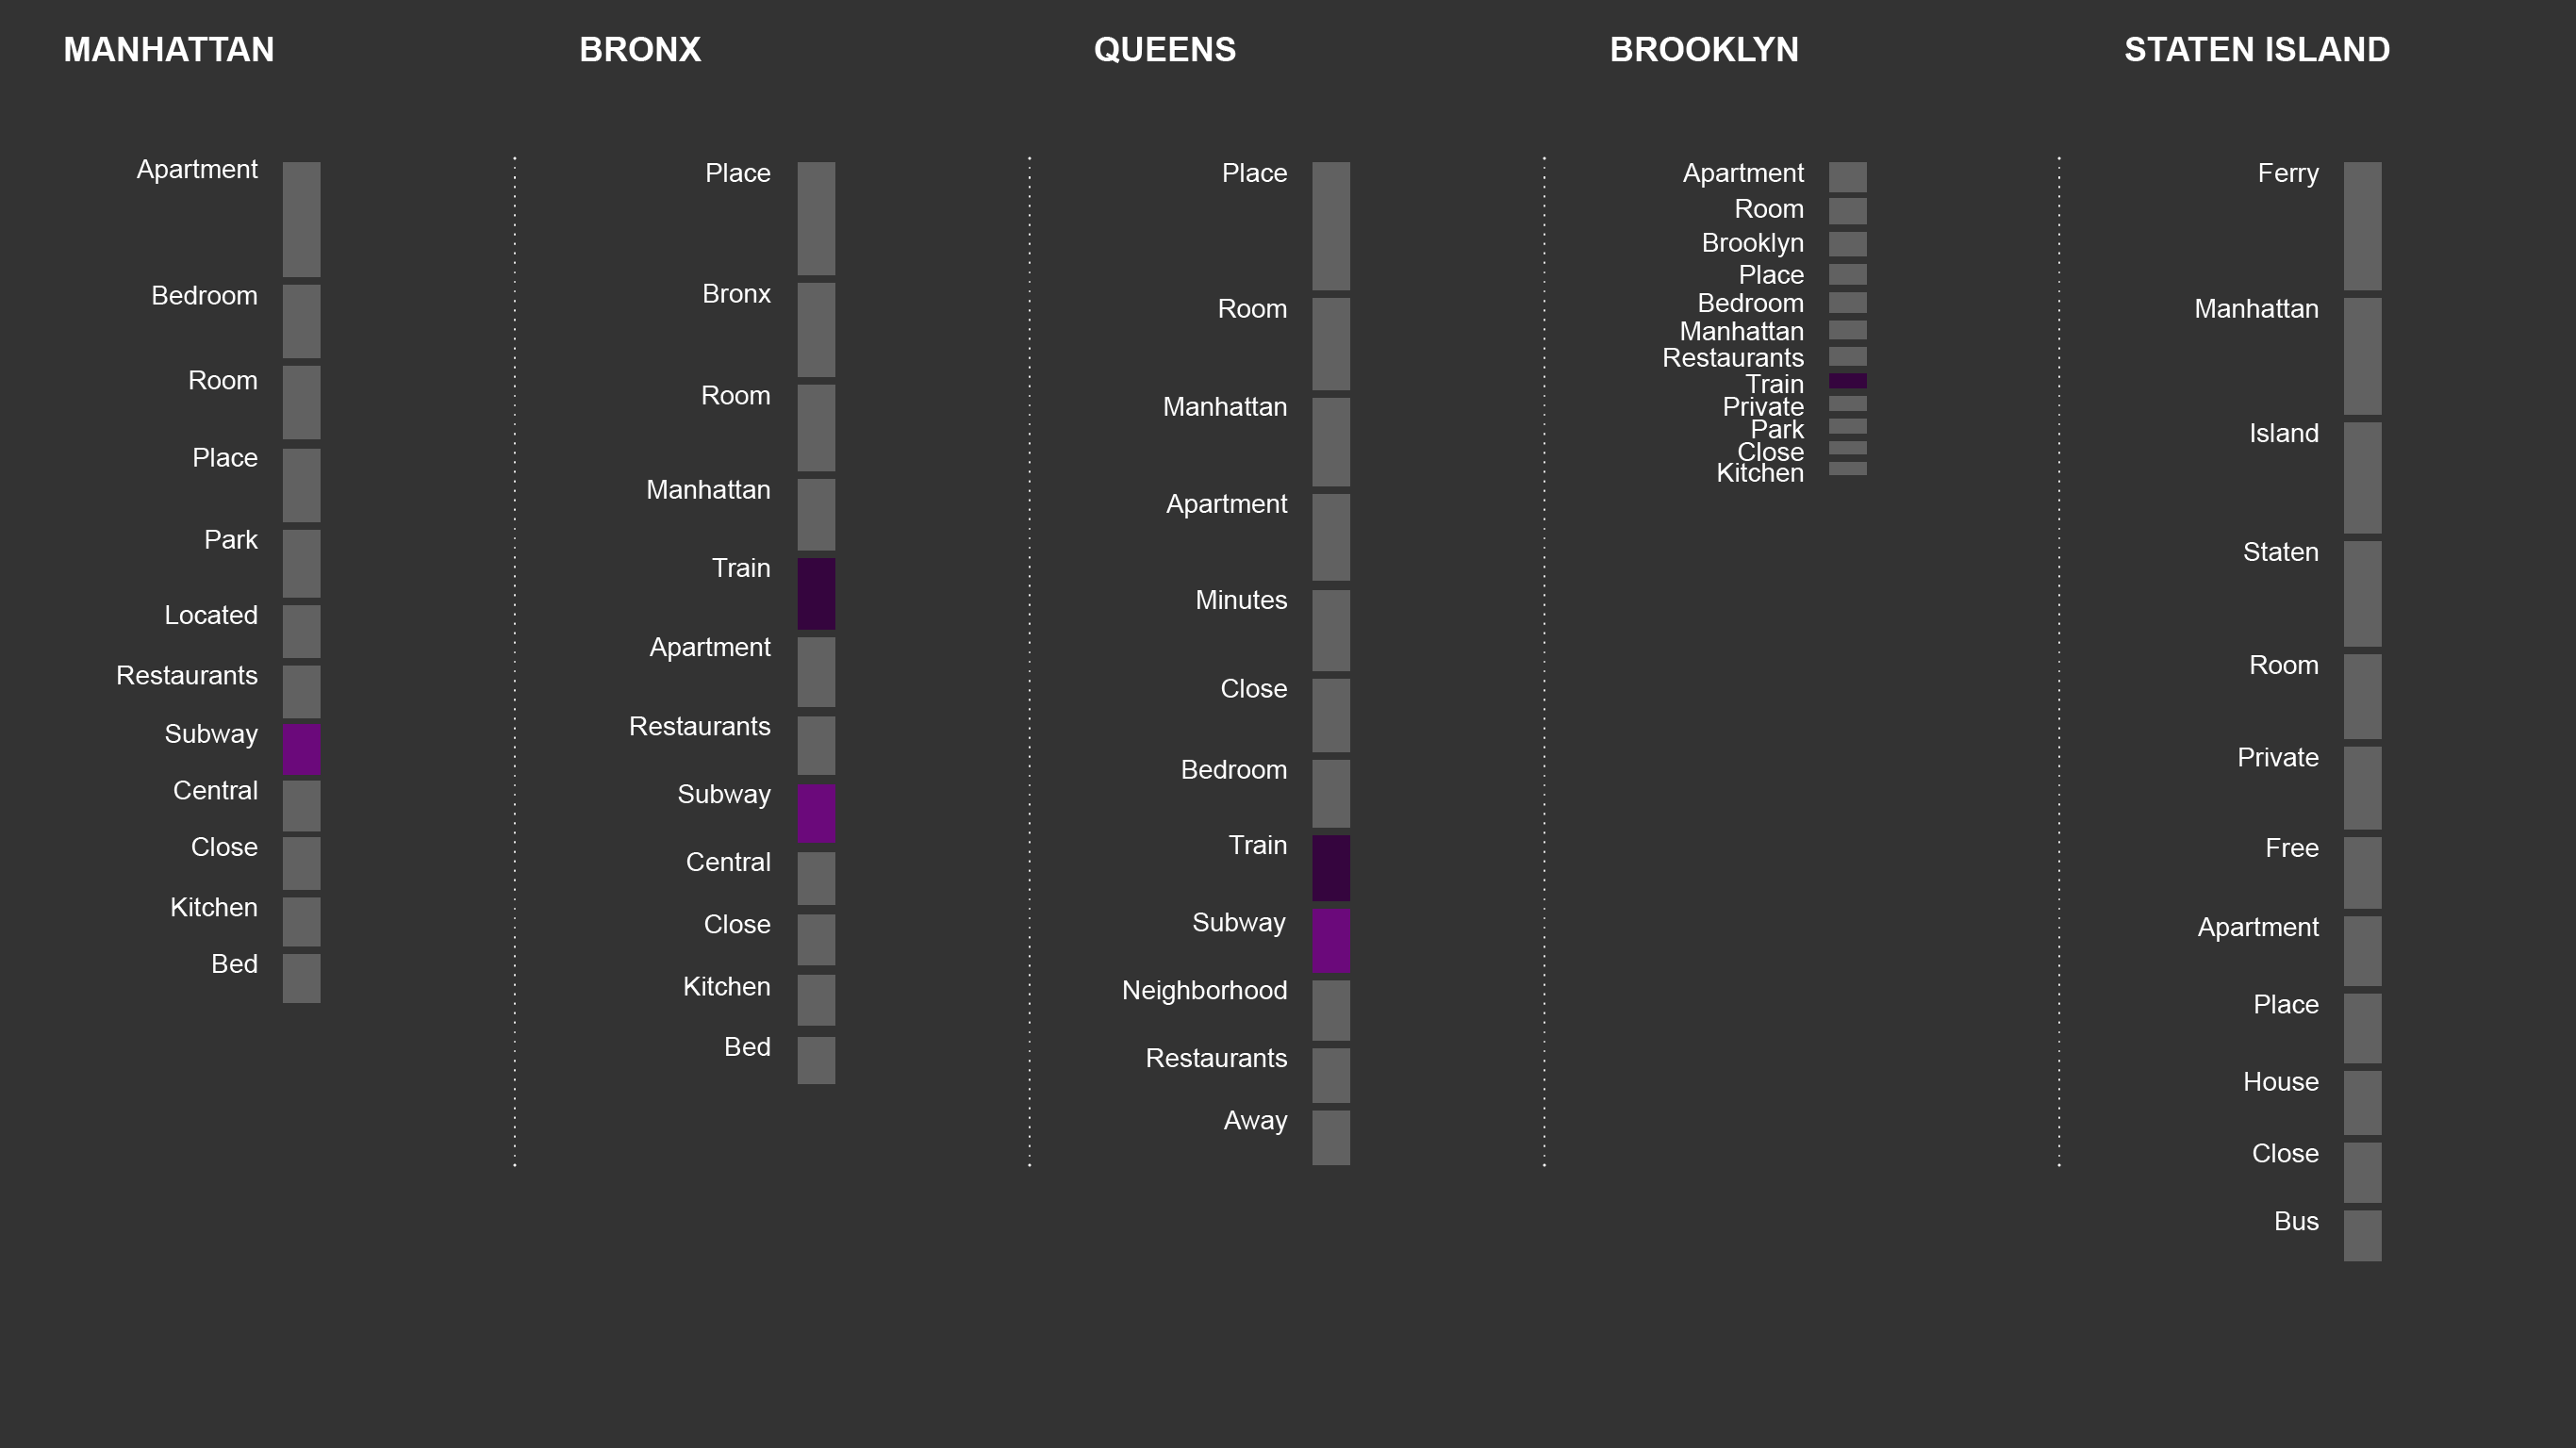 MANHATTAN
Apartment
Bedroom
Room
Place
Park
Located
Restaurants
Subway
Central
Close
Kitchen
Bed
BRONX
Place
Bronx
Room
Manhattan
Train
Apartment
Restaurants
Subway
Central
Close
Kitchen
Bed
QUEENS
Place
Room
Manhattan
Apartment
Minutes
Close
Bedroom
Train
Subway
Neighborhood
Restaurants
Away
BROOKLYN
Apartment
Room
Brooklyn
Place
Bedroom
Manhattan
Restaurants
Train
Private
Park
Close
Kitchen
STATEN ISLAND
Ferry
Manhattan
Island
Staten
Room
Private
Free
Apartment
Place
House
Close
Bus